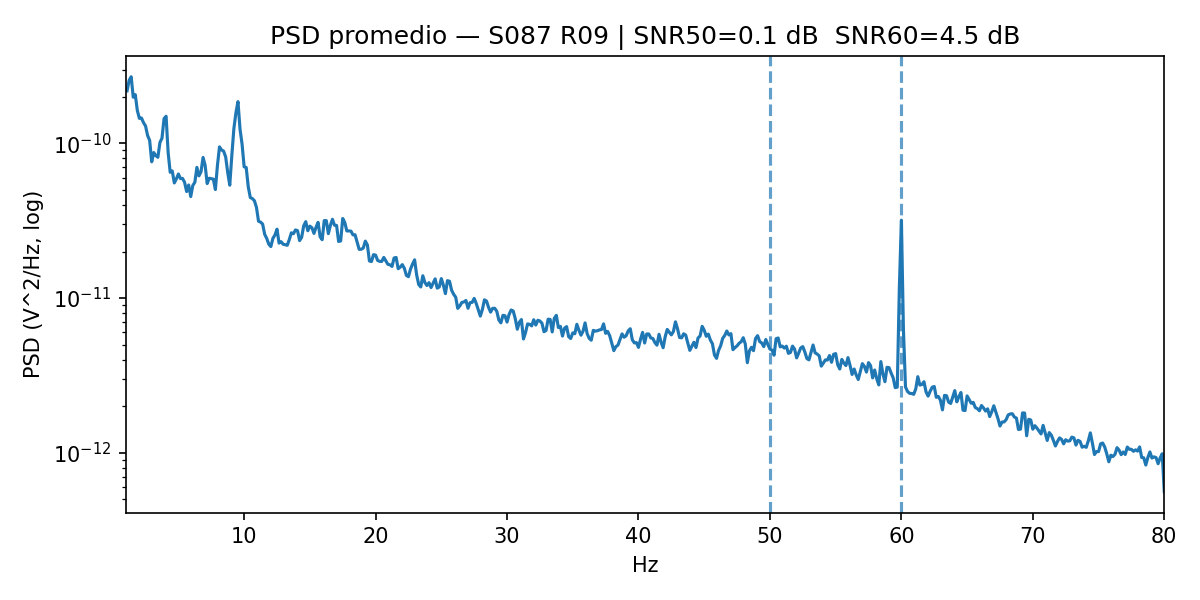 PSD promedio — S087 R09 | SNR50=0.1 dB  SNR60=4.5 dB
PSD (V^2/Hz, log)
10⁻¹⁰
10⁻¹¹
10⁻¹²
10 20 30 40 50 60 70 80
Hz